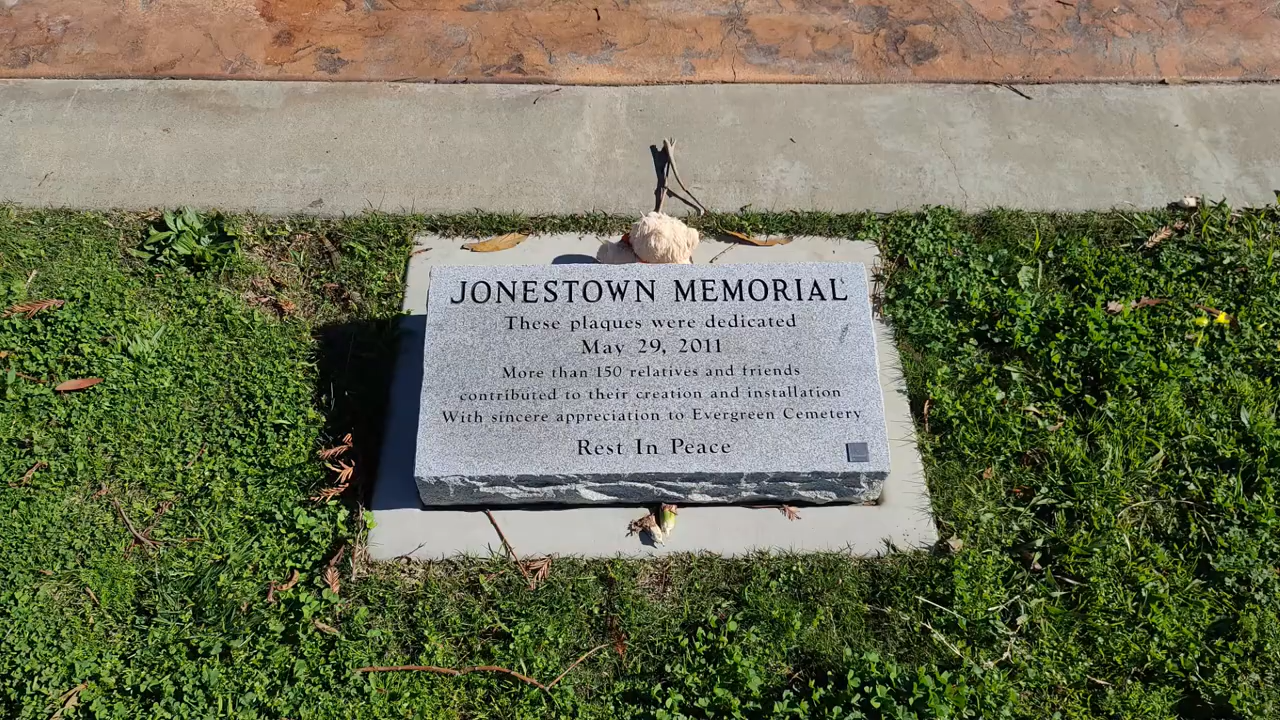 JONESTOWN MEMORIAL
These plaques were dedicated
May 29, 2011
More than 150 relatives and friends
contributed to their creation and installation
With sincere appreciation to Evergreen Cemetery
Rest In Peace